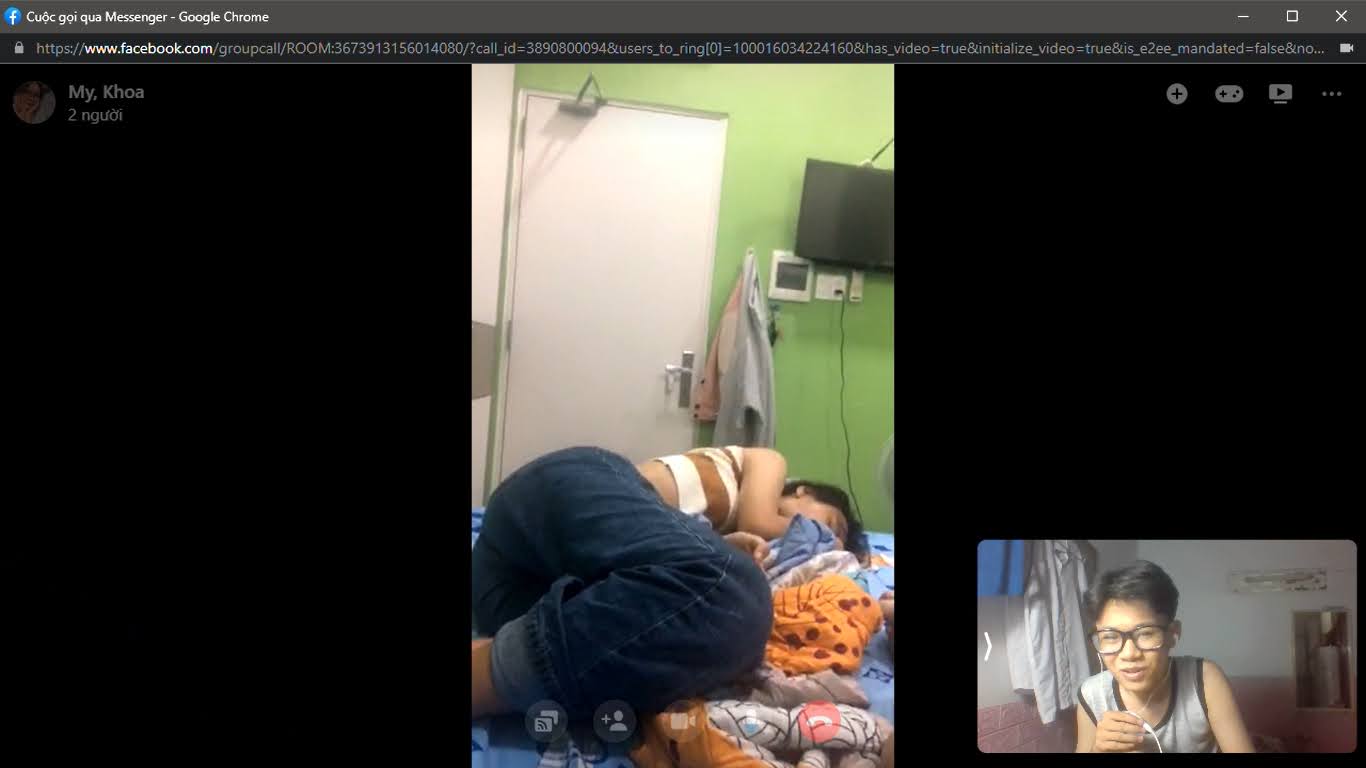 Cuộc gọi qua Messenger - Google Chrome
https://www.facebook.com/groupcall/ROOM:3673913156014080/?call_id=3890800094&users_to_ring[0]=100016034224160&has_video=true&initialize_video=true&is_e2ee_mandated=false&no...
My, Khoa
2 người